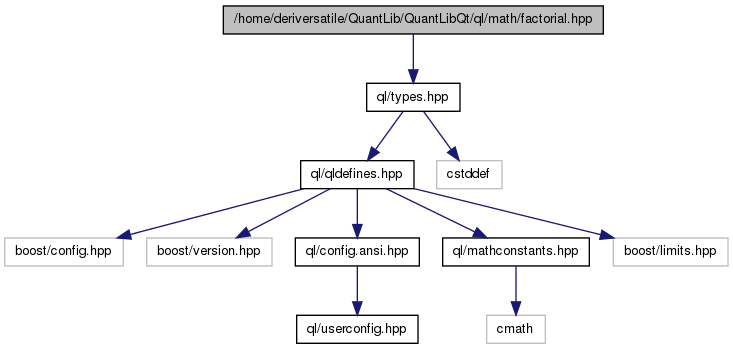 /home/deriversatile/QuantLib/QuantLibQt/ql/math/factorial.hpp
ql/types.hpp
ql/qldefines.hpp
cstddef
boost/config.hpp
boost/version.hpp
ql/config.ansi.hpp
ql/mathconstants.hpp
boost/limits.hpp
ql/userconfig.hpp
cmath